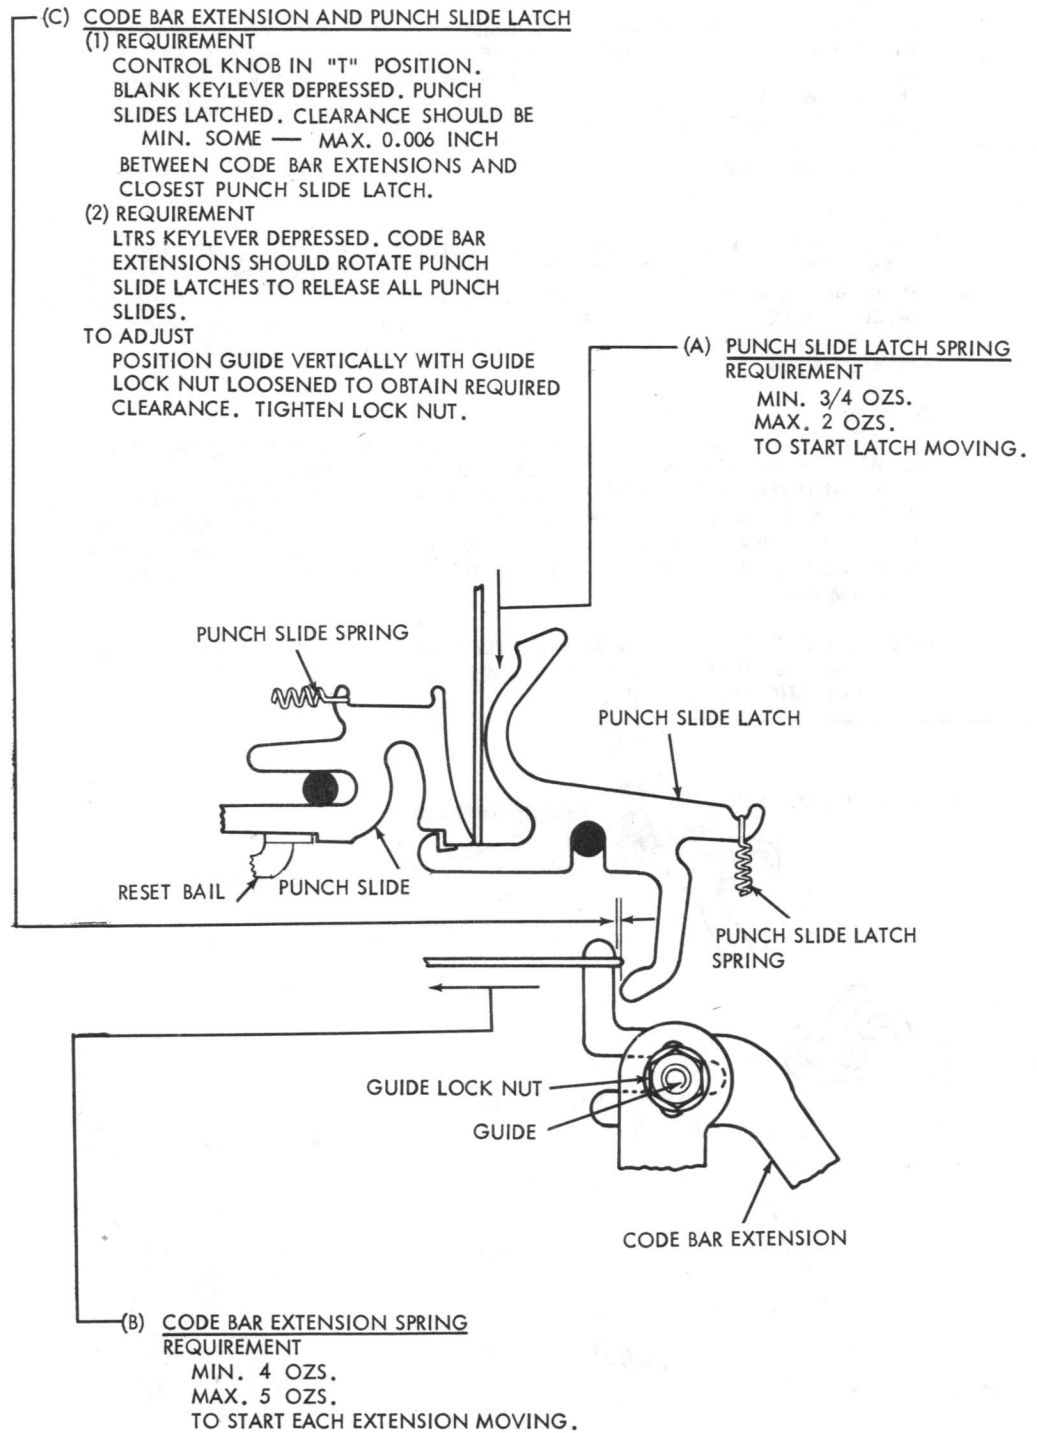 (C) CODE BAR EXTENSION AND PUNCH SLIDE LATCH
(1) REQUIREMENT
CONTROL KNOB IN "T" POSITION.
BLANK KEYLEVER DEPRESSED. PUNCH
SLIDES LATCHED. CLEARANCE SHOULD BE
MIN. SOME — MAX. 0.006 INCH
BETWEEN CODE BAR EXTENSIONS AND
CLOSEST PUNCH SLIDE LATCH.
(2) REQUIREMENT
LTRS KEYLEVER DEPRESSED. CODE BAR
EXTENSIONS SHOULD ROTATE PUNCH
SLIDE LATCHES TO RELEASE ALL PUNCH
SLIDES.
TO ADJUST
POSITION GUIDE VERTICALLY WITH GUIDE
LOCK NUT LOOSENED TO OBTAIN REQUIRED
CLEARANCE. TIGHTEN LOCK NUT.
(A) PUNCH SLIDE LATCH SPRING
REQUIREMENT
MIN. 3/4 OZS.
MAX. 2 OZS.
TO START LATCH MOVING.
PUNCH SLIDE SPRING
PUNCH SLIDE LATCH
RESET BAIL
PUNCH SLIDE
PUNCH SLIDE LATCH
SPRING
GUIDE LOCK NUT
GUIDE
CODE BAR EXTENSION
(B) CODE BAR EXTENSION SPRING
REQUIREMENT
MIN. 4 OZS.
MAX. 5 OZS.
TO START EACH EXTENSION MOVING.